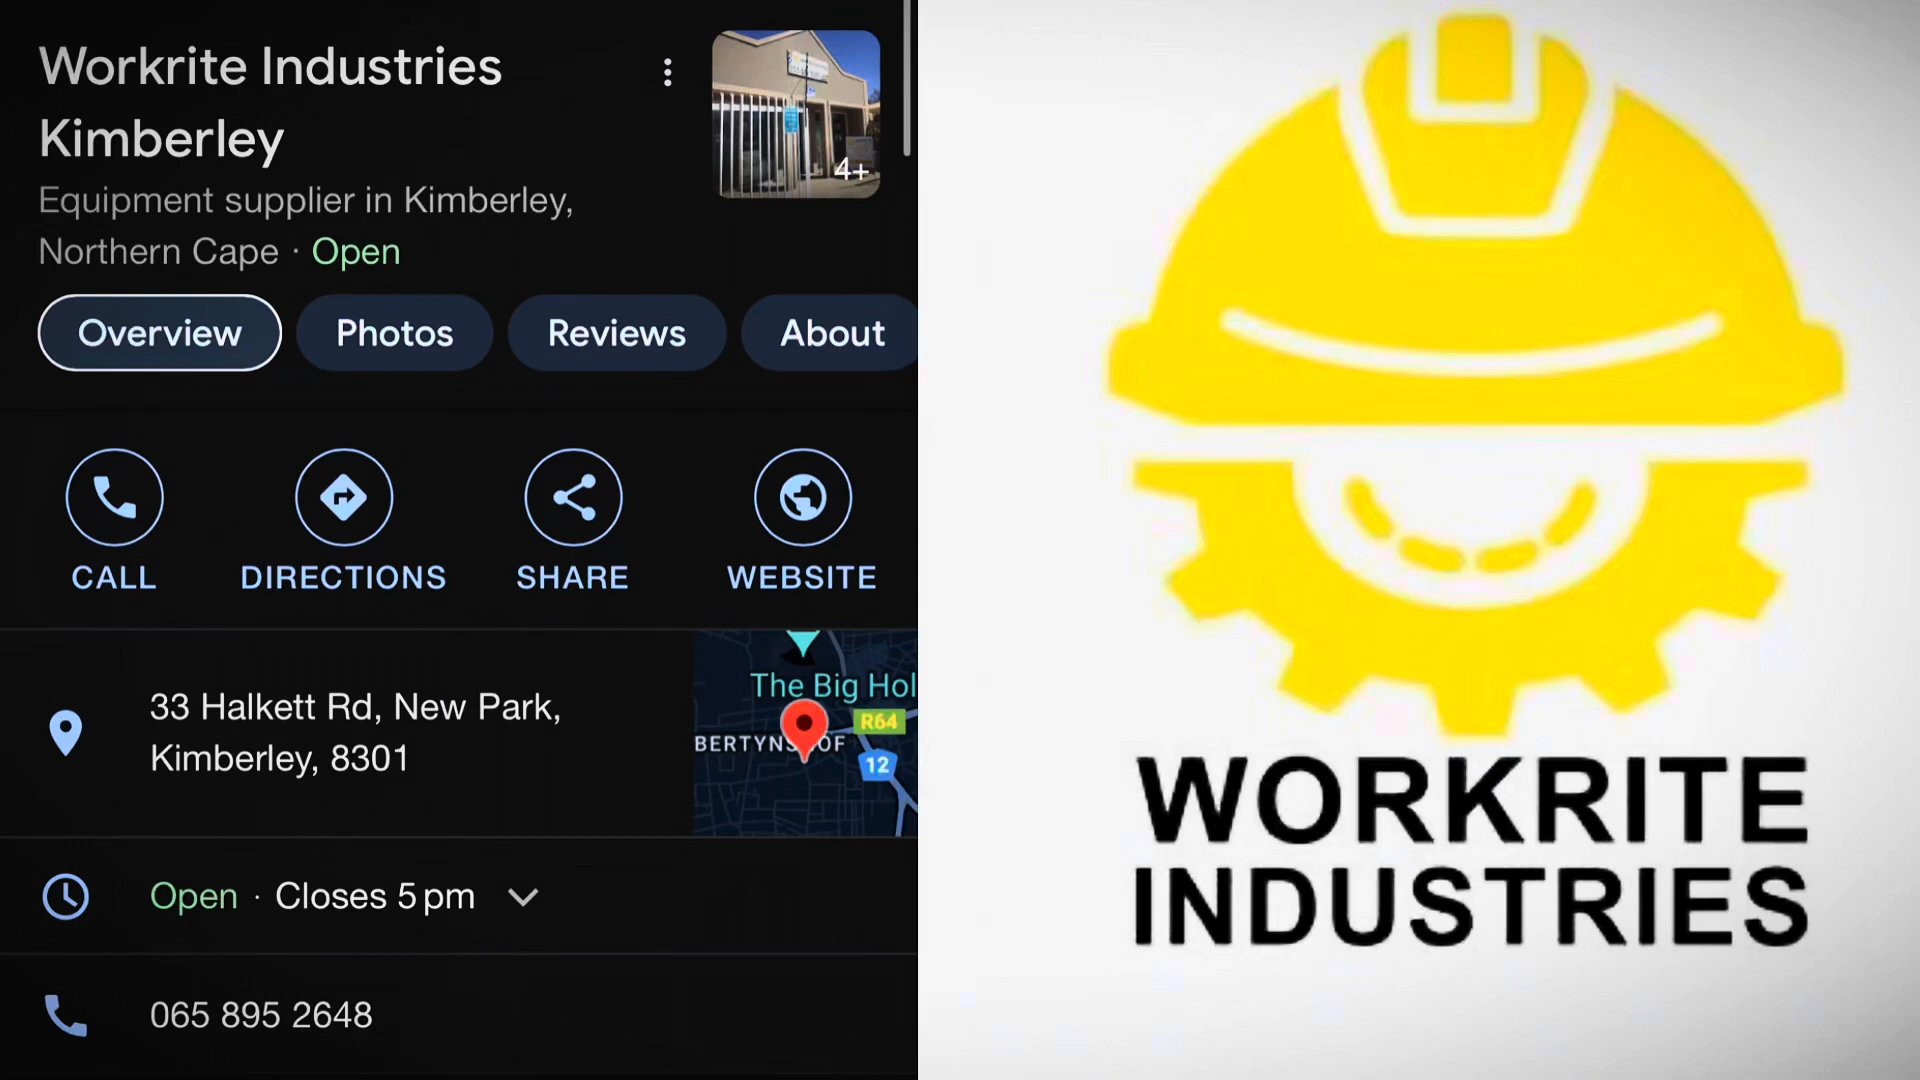 Workrite Industries
Kimberley
4+
Equipment supplier in Kimberley,
Northern Cape · Open
Overview
Photos
Reviews
About
CALL
DIRECTIONS
SHARE
WEBSITE
33 Halkett Rd, New Park,
Kimberley, 8301
The Big Hol
R64
BERTYNSHOF
12
Open · Closes 5 pm
065 895 2648
WORKRITE
INDUSTRIES